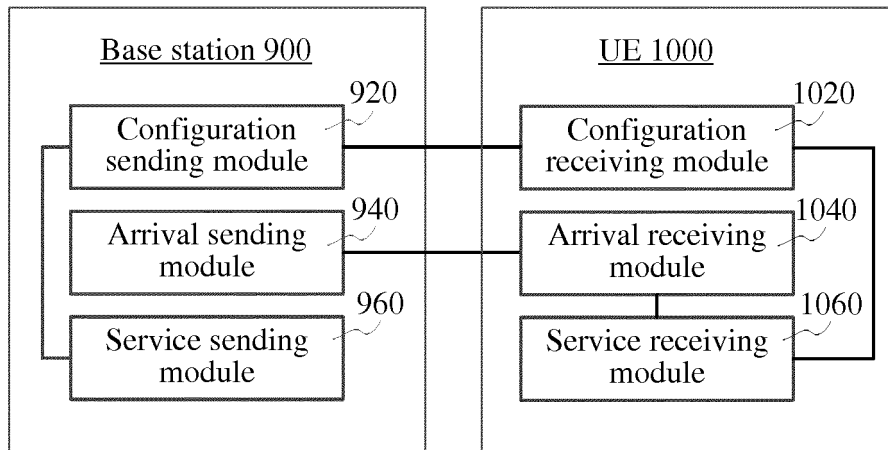 Base station 900
920
Configuration
sending module
940
Arrival sending
module
960
Service sending
module
UE 1000
1020
Configuration
receiving module
1040
Arrival receiving
module
1060
Service receiving
module